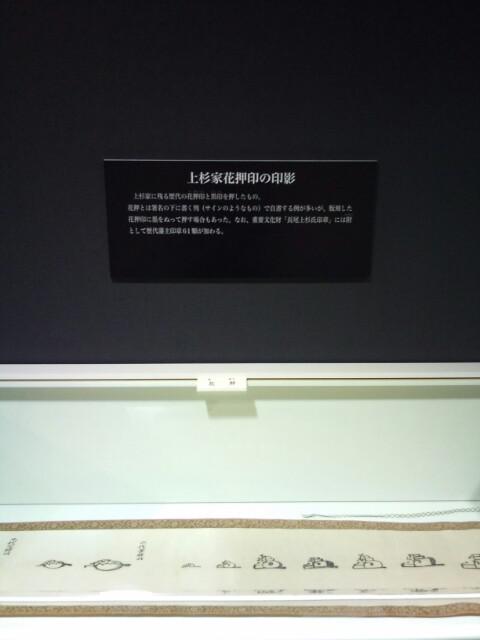 上杉家花押印の印影
上杉家に残る歴代の花押印と黒印を押したもの。
花押とは署名の下に書く判（サインのようなもの）で自書する例が多いが、版刻した
花押印に墨をぬって押す場合もあった。なお、重要文化財「長尾上杉氏印章」には附
として歴代藩主印章61顆が加わる。